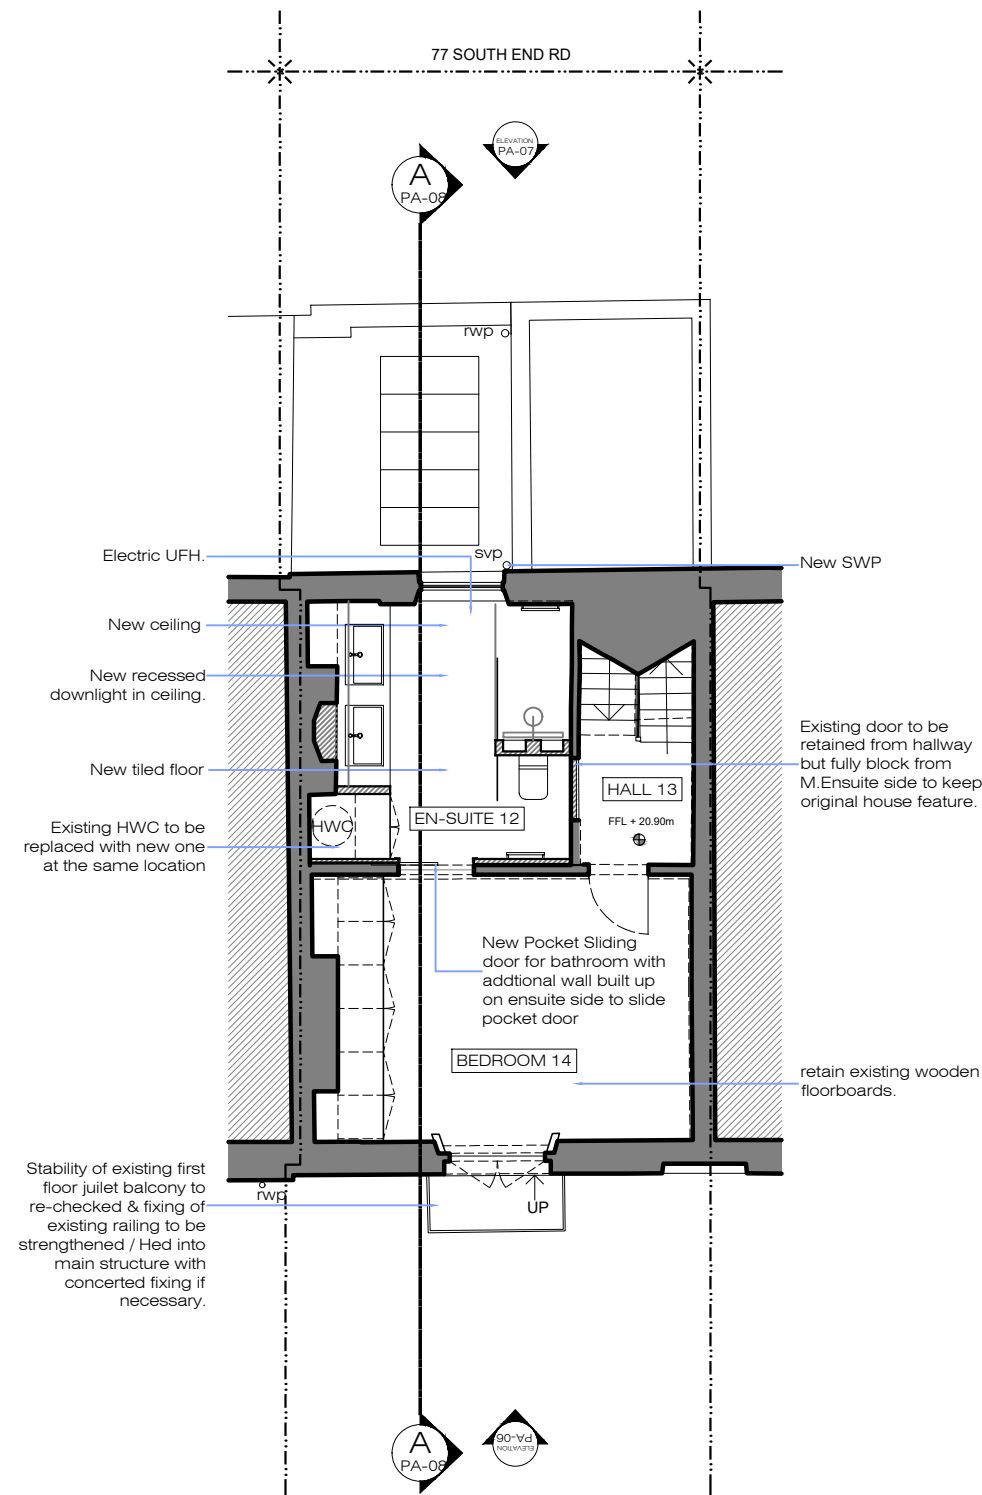 77 SOUTH END RD
ELEVATION
PA-07
A
PA-08
rwp
svp
Electric UFH.
New SWP
New ceiling
New recessed
downlight in ceiling.
New tiled floor
Existing door to be
retained from hallway
but fully block from
M.Ensuite side to keep
original house feature.
HALL 13
FFL + 20.90m
EN-SUITE 12
HWC
Existing HWC to be
replaced with new one
at the same location
New Pocket Sliding
door for bathroom with
addtional wall built up
on ensuite side to slide
pocket door
BEDROOM 14
retain existing wooden
floorboards.
Stability of existing first
floor juilet balcony to
re-checked & fixing of
existing railing to be
strengthened / Hed into
main structure with
concerted fixing if
necessary.
rwp
UP
A
PA-08
ELEVATION
PA-06